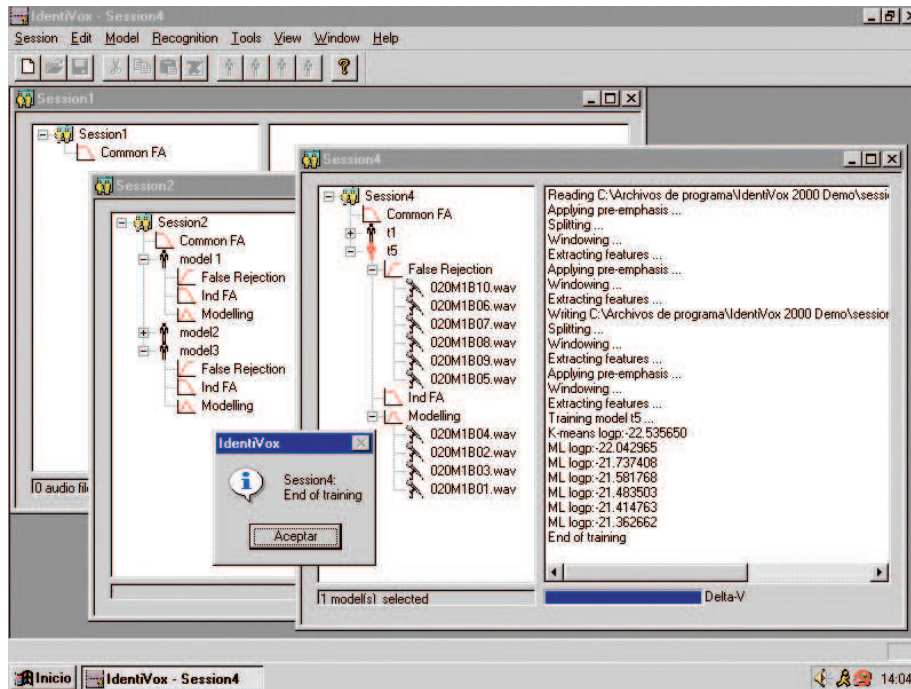 IdentiVox - Session4
Session Edit Model Recognition Tools View Window Help
Session1
Session1
Common FA
0 audio file
Session2
Session2
Common FA
model 1
False Rejection
Ind FA
Modelling
model2
model3
False Rejection
Ind FA
Modelling
Session4
Session4
Common FA
t1
t5
False Rejection
020M1B10.wav
020M1B06.wav
020M1B07.wav
020M1B08.wav
020M1B09.wav
020M1B05.wav
Ind FA
Modelling
020M1B04.wav
020M1B02.wav
020M1B03.wav
020M1B01.wav
1 model(s) selected
Reading C:\Archivos de programa\IdentiVox 2000 Demo\sessi
Applying pre-emphasis ...
Splitting ...
Windowing ...
Extracting features ...
Applying pre-emphasis ...
Windowing ...
Extracting features ...
Writing C:\Archivos de programa\IdentiVox 2000 Demo\session
Splitting ...
Windowing ...
Extracting features ...
Applying pre-emphasis ...
Windowing ...
Extracting features ...
Training model t5 ...
K-means logp:-22.535650
ML logp:-22.042965
ML logp:-21.737408
ML logp:-21.581768
ML logp:-21.483503
ML logp:-21.414763
ML logp:-21.362662
End of training
Delta-V
IdentiVox
Session4:
End of training
Aceptar
Inicio
IdentiVox - Session4
14:04